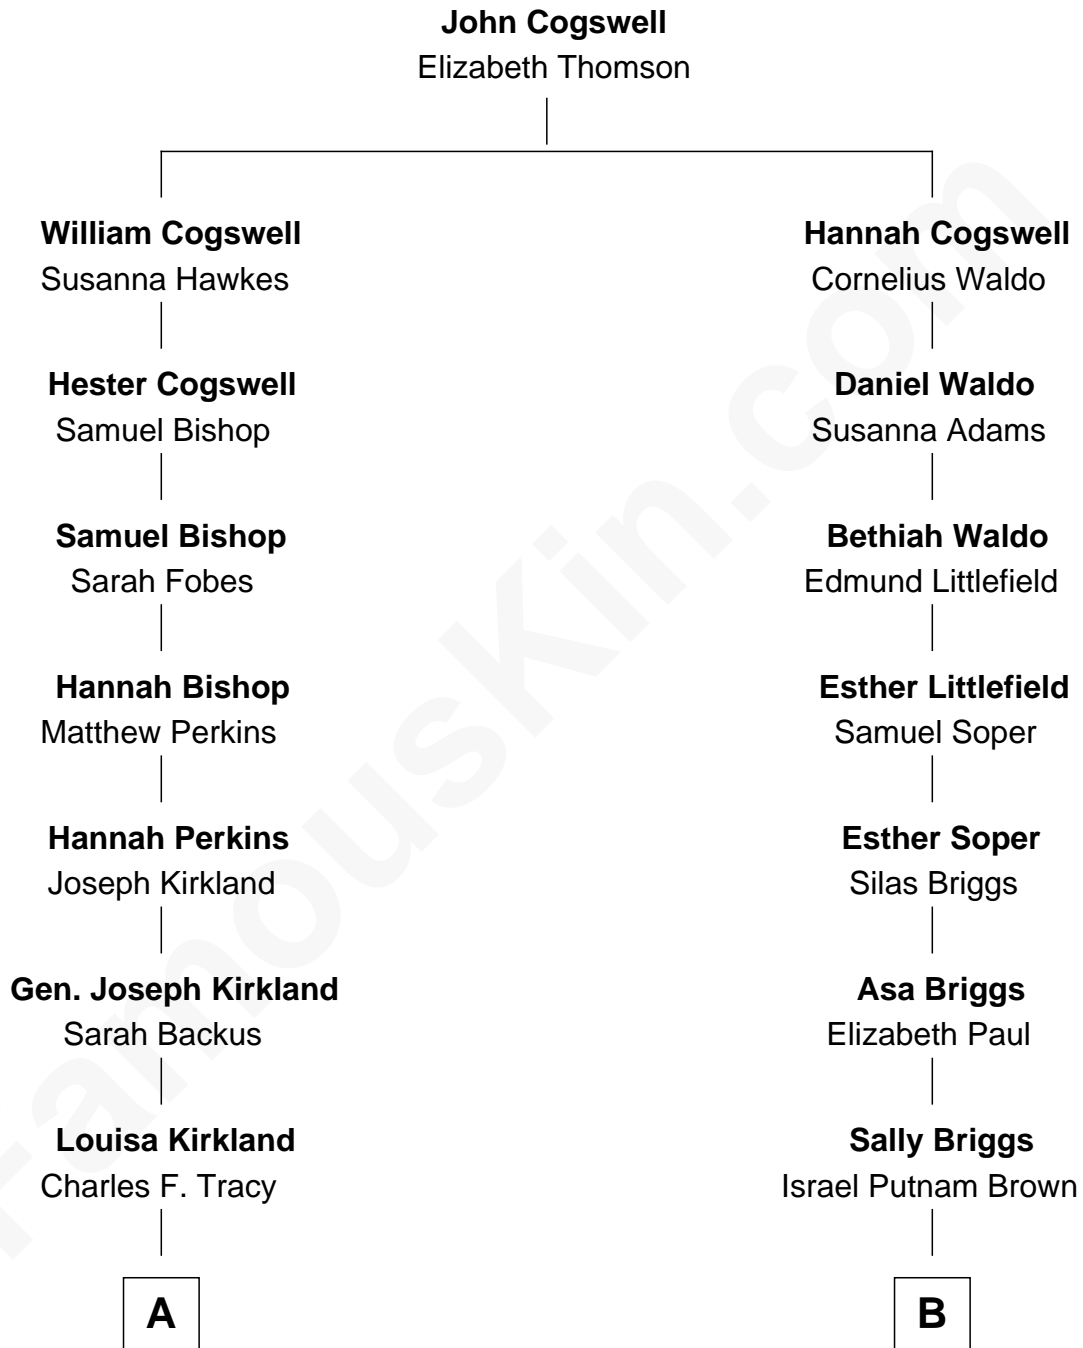 John Cogswell
Elizabeth Thomson
William Cogswell
Susanna Hawkes
Hannah Cogswell
Cornelius Waldo
Hester Cogswell
Samuel Bishop
Daniel Waldo
Susanna Adams
Samuel Bishop
Sarah Fobes
Bethiah Waldo
Edmund Littlefield
Hannah Bishop
Matthew Perkins
Esther Littlefield
Samuel Soper
Hannah Perkins
Joseph Kirkland
Esther Soper
Silas Briggs
Gen. Joseph Kirkland
Sarah Backus
Asa Briggs
Elizabeth Paul
Louisa Kirkland
Charles F. Tracy
Sally Briggs
Israel Putnam Brown
A
B
FamousKin.com